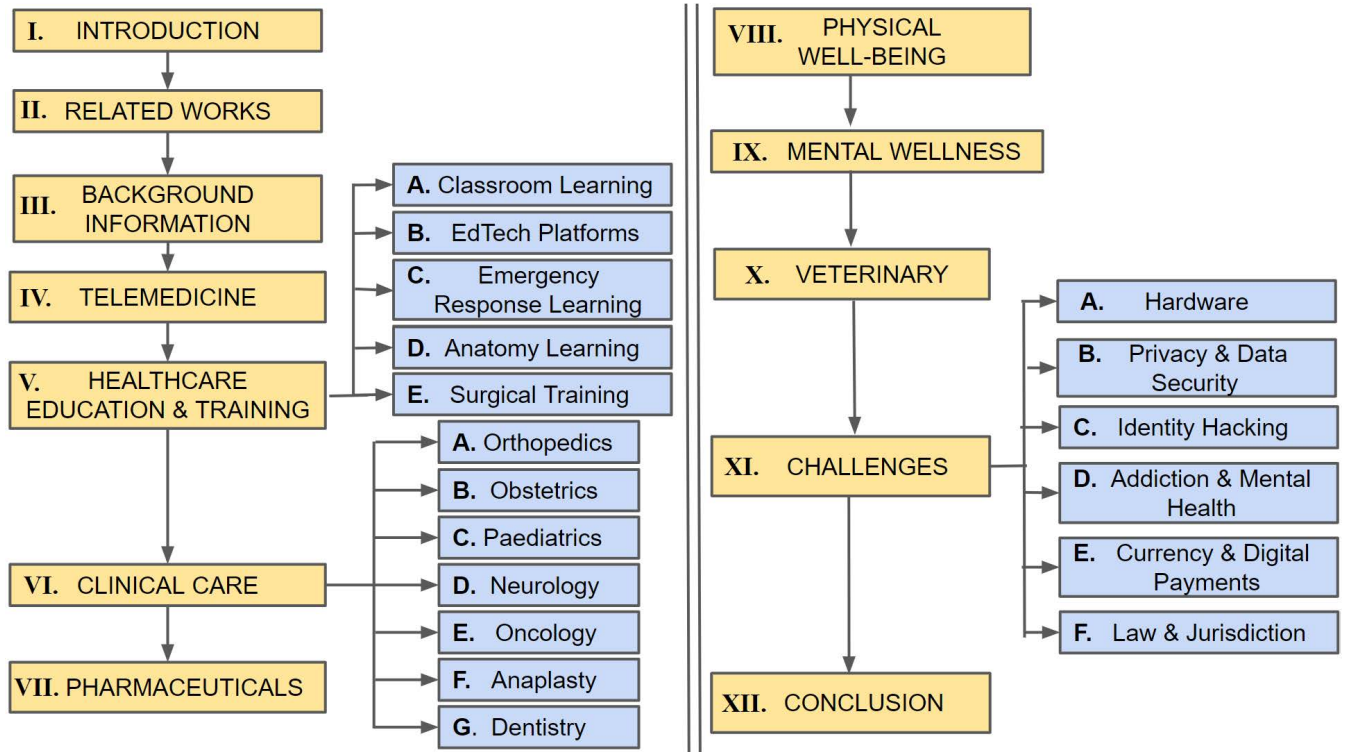 I. INTRODUCTION
II. RELATED WORKS
III. BACKGROUND
INFORMATION
IV. TELEMEDICINE
V. HEALTHCARE
EDUCATION & TRAINING
A. Classroom Learning
B. EdTech Platforms
C. Emergency
Response Learning
D. Anatomy Learning
E. Surgical Training
VI. CLINICAL CARE
A. Orthopedics
B. Obstetrics
C. Paediatrics
D. Neurology
E. Oncology
F. Anaplasty
G. Dentistry
VII. PHARMACEUTICALS
VIII. PHYSICAL
WELL-BEING
IX. MENTAL WELLNESS
X. VETERINARY
XI. CHALLENGES
A. Hardware
B. Privacy & Data
Security
C. Identity Hacking
D. Addiction & Mental
Health
E. Currency & Digital
Payments
F. Law & Jurisdiction
XII. CONCLUSION